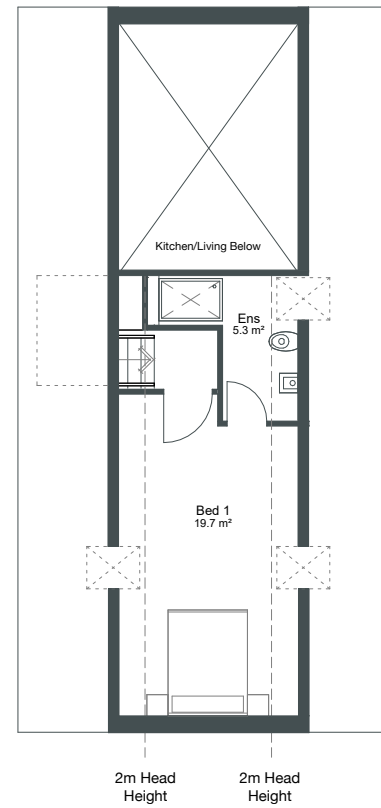 Kitchen/Living Below
Ens
5.3 m²
Bed 1
19.7 m²
2m Head
Height
2m Head
Height